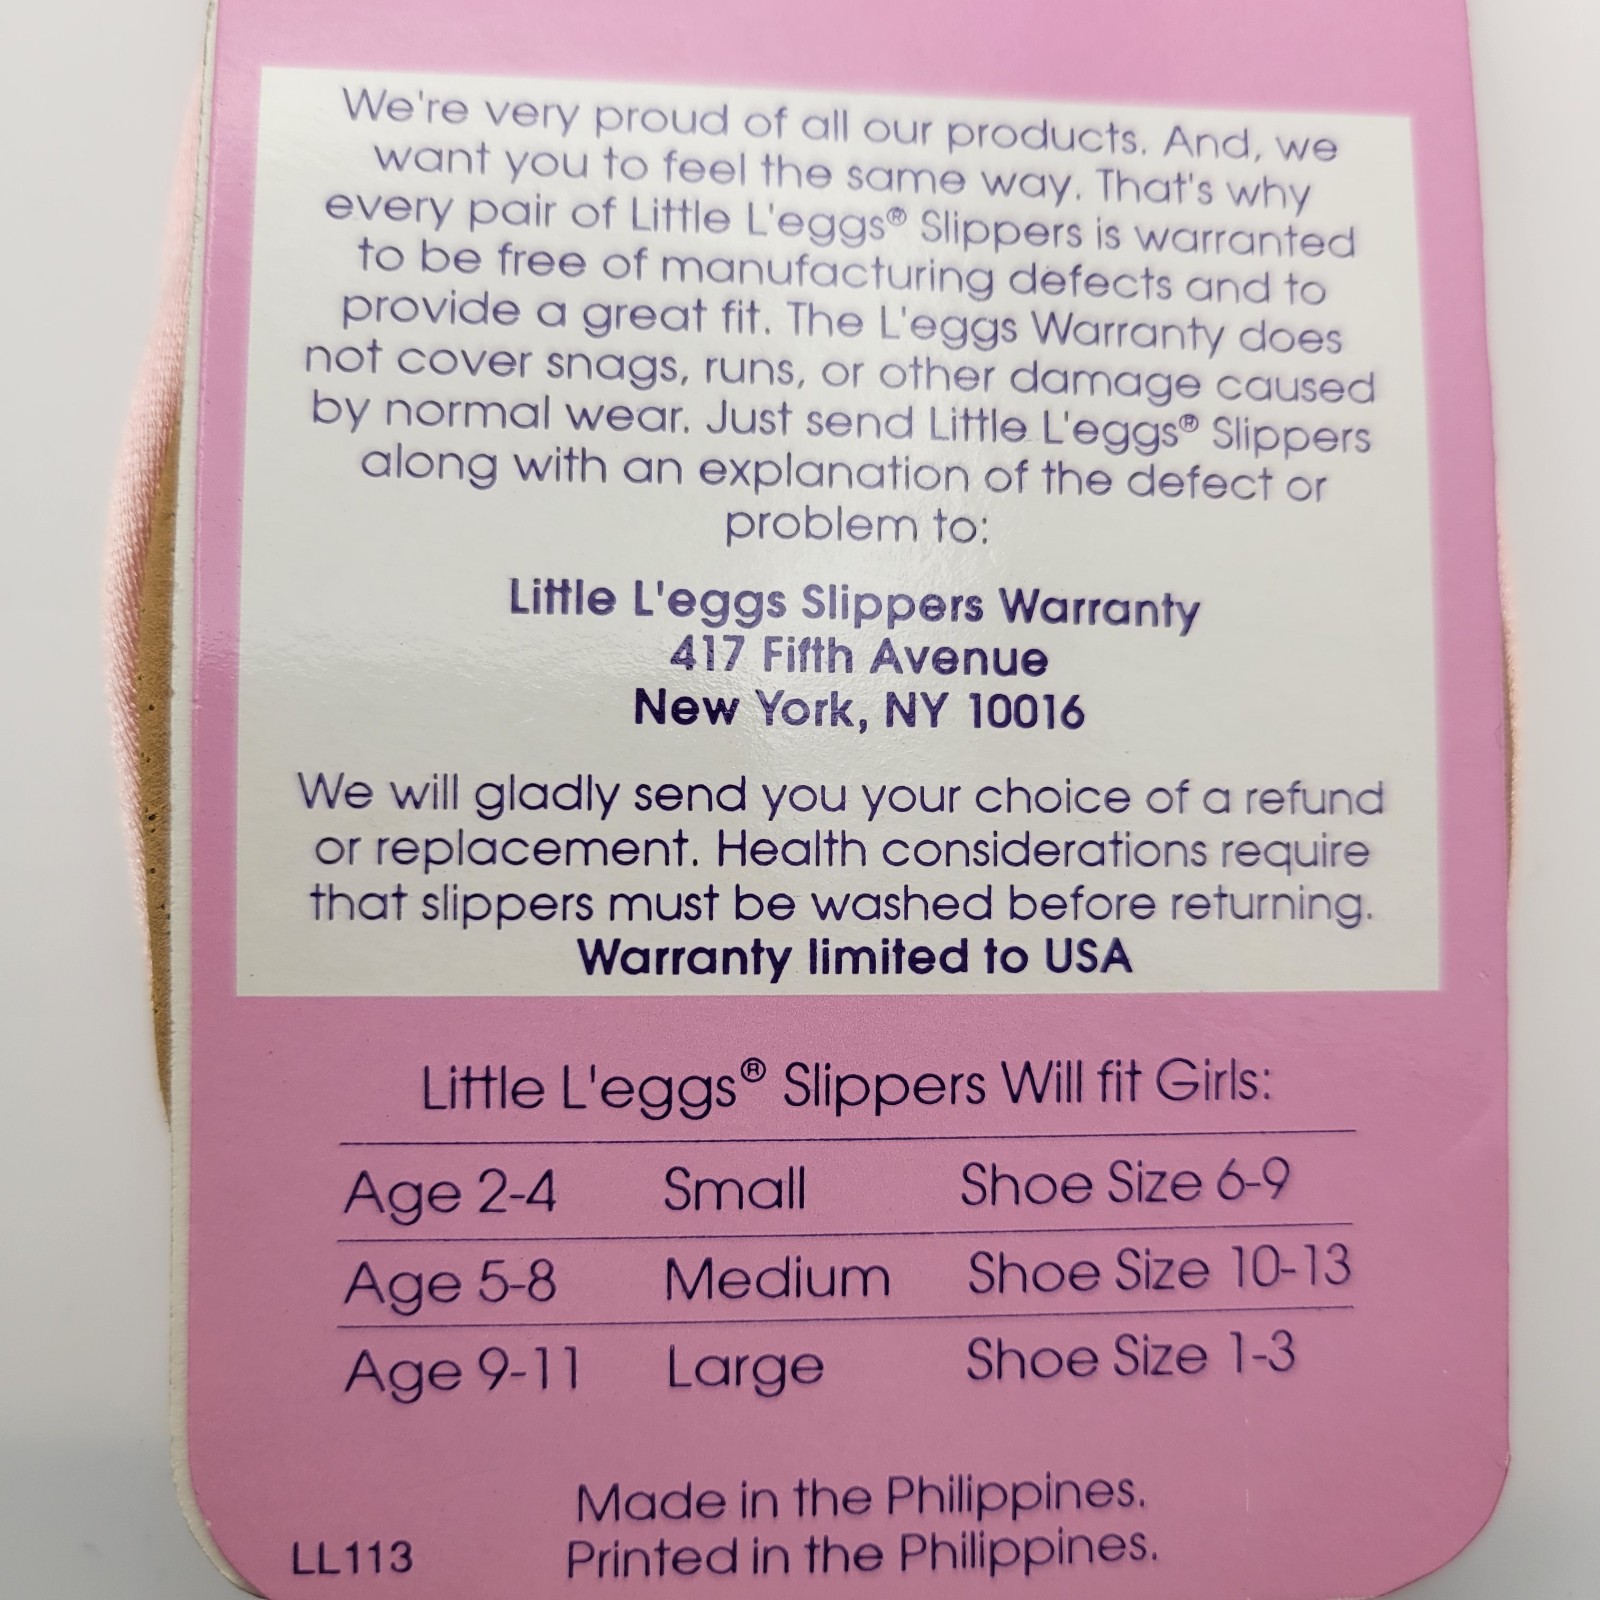 We're very proud of all our products. And, we
want you to feel the same way. That's why
every pair of Little L'eggs® Slippers is warranted
to be free of manufacturing defects and to
provide a great fit. The L'eggs Warranty does
not cover snags, runs, or other damage caused
by normal wear. Just send Little L'eggs® Slippers
along with an explanation of the defect or
problem to:
Little L'eggs Slippers Warranty
417 Fifth Avenue
New York, NY 10016
We will gladly send you your choice of a refund
or replacement. Health considerations require
that slippers must be washed before returning.
Warranty limited to USA
Little L'eggs® Slippers Will fit Girls:
Age 2-4 Small Shoe Size 6-9
Age 5-8 Medium Shoe Size 10-13
Age 9-11 Large Shoe Size 1-3
Made in the Philippines.
LL113 Printed in the Philippines.